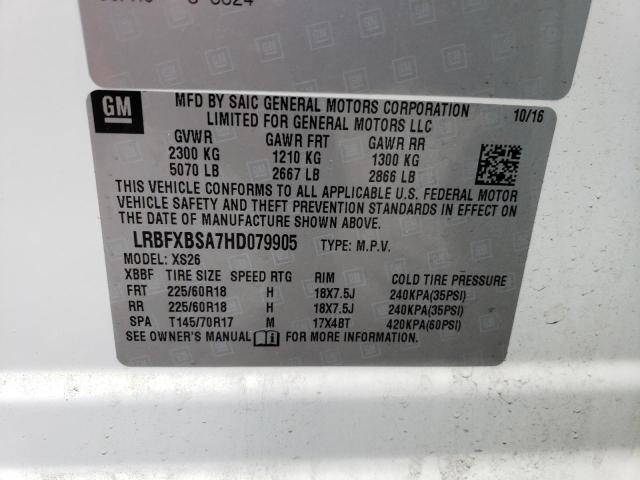 GM
MFD BY SAIC GENERAL MOTORS CORPORATION
LIMITED FOR GENERAL MOTORS LLC
10/16
GVWR GAWR FRT GAWR RR
2300 KG 1210 KG 1300 KG
5070 LB 2667 LB 2866 LB
THIS VEHICLE CONFORMS TO ALL APPLICABLE U.S. FEDERAL MOTOR
VEHICLE SAFETY AND THEFT PREVENTION STANDARDS IN EFFECT ON
THE DATE OF MANUFACTURE SHOWN ABOVE.
LRBFXBSA7HD079905 TYPE: M.P.V.
MODEL: XS26
XBBF TIRE SIZE SPEED RTG RIM COLD TIRE PRESSURE
FRT 225/60R18 H 18X7.5J 240KPA(35PSI)
RR 225/60R18 H 18X7.5J 240KPA(35PSI)
SPA T145/70R17 M 17X4BT 420KPA(60PSI)
SEE OWNER'S MANUAL FOR MORE INFORMATION.